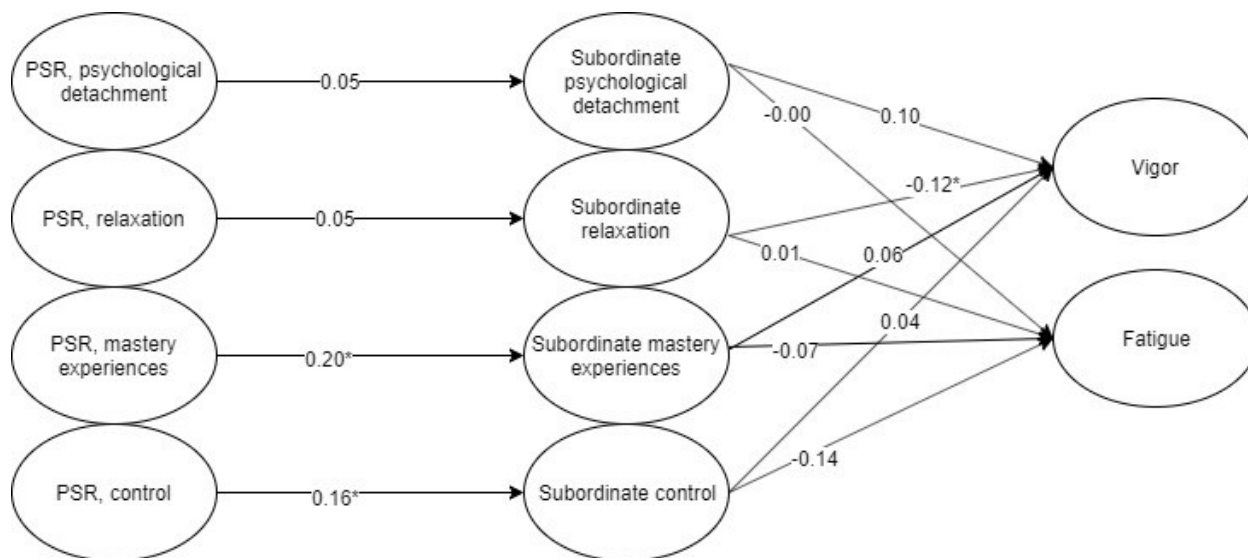 PSR, psychological
detachment
0.05
Subordinate
psychological
detachment
-0.00
0.10
Vigor
PSR, relaxation
0.05
Subordinate
relaxation
-0.12*
0.01
0.06
PSR, mastery
experiences
0.20*
Subordinate mastery
experiences
-0.07
0.04
Fatigue
PSR, control
0.16*
Subordinate control
-0.14